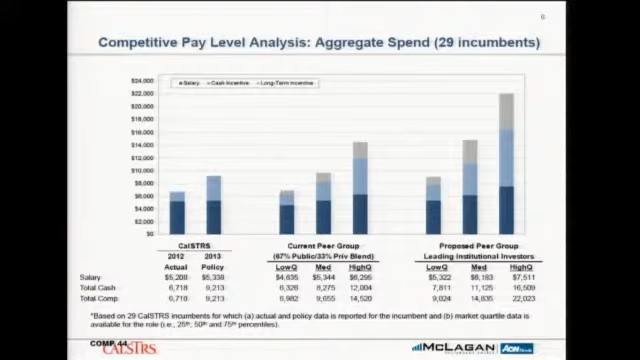 6
Competitive Pay Level Analysis: Aggregate Spend (29 incumbents)
Salary Cash Incentive Long-Term Incentive
$24,000
$22,000
$20,000
$18,000
$16,000
$14,000
$12,000
$10,000
$8,000
$6,000
$4,000
$2,000
$0
CalSTRS Current Peer Group Proposed Peer Group
2012 2013 (67% Public/33% Priv Blend) Leading Institutional Investors
Actual Policy LowQ Med HighQ LowQ Med HighQ
Salary $5,208 $5,338 $4,635 $5,344 $6,295 $5,322 $6,183 $7,511
Total Cash 6,718 9,213 6,326 8,275 12,004 7,811 11,125 16,509
Total Comp 6,718 9,213 6,982 9,655 14,520 9,024 14,835 22,023
*Based on 29 CalSTRS incumbents for which (a) actual and policy data is reported for the incumbent and (b) market quartile data is
available for the role (i.e., 25th, 50th and 75th percentiles).
COMP 44
CALSTRS
McLAGAN
AON